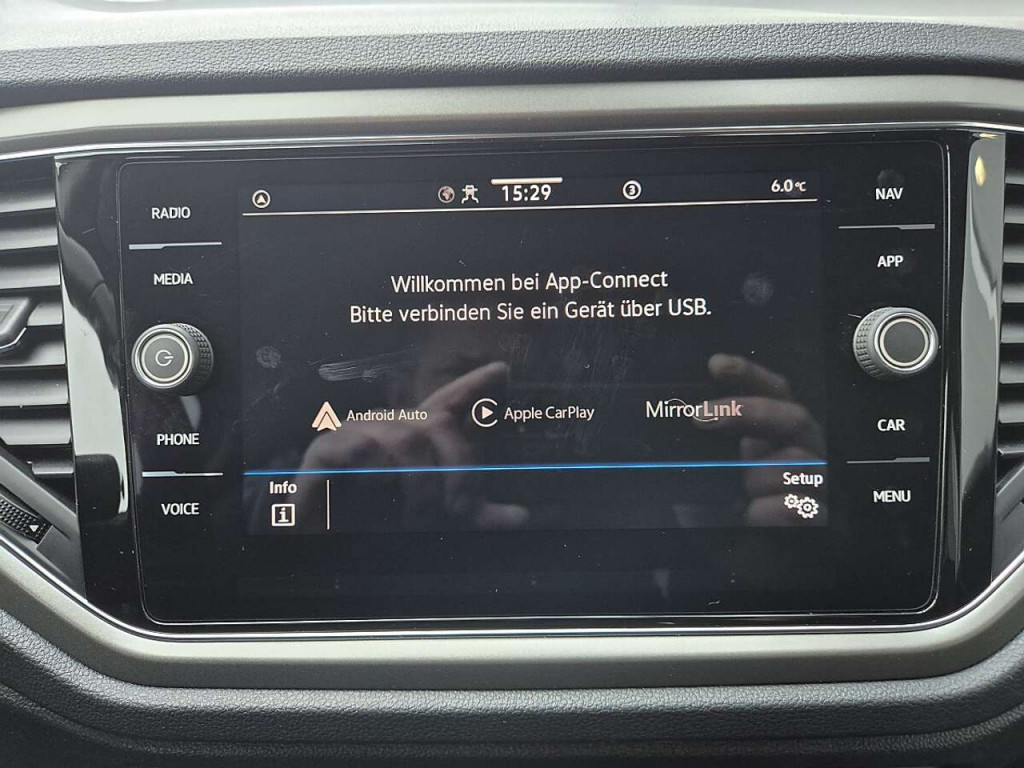 15:29
3
6.0°C
RADIO
MEDIA
PHONE
VOICE
Willkommen bei App-Connect
Bitte verbinden Sie ein Gerät über USB.
Android Auto
Apple CarPlay
MirrorLink
Info
i
Setup
NAV
APP
CAR
MENU